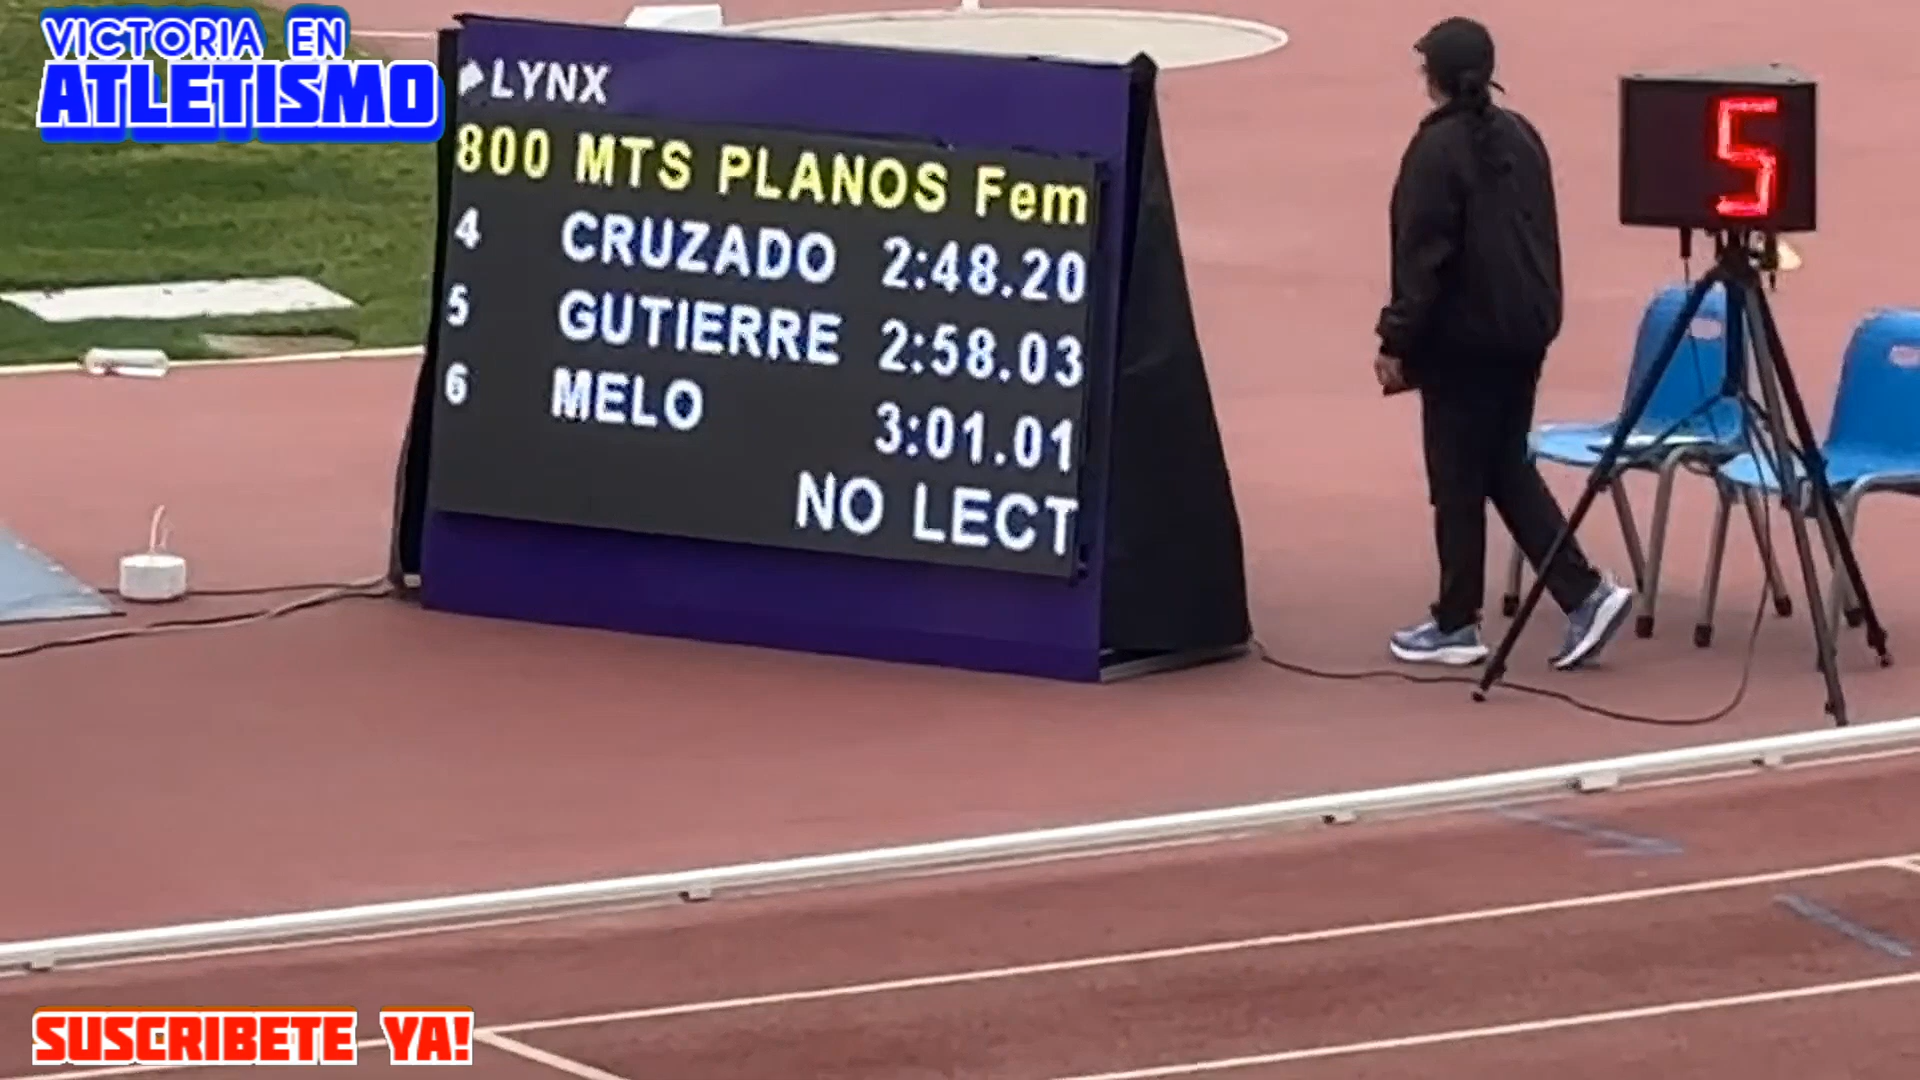 VICTORIA EN
ATLETISMO
LYNX
800 MTS PLANOS Fem
4 CRUZADO 2:48.20
5 GUTIERRE 2:58.03
6 MELO 3:01.01
NO LECT
5
SUSCRIBETE YA!